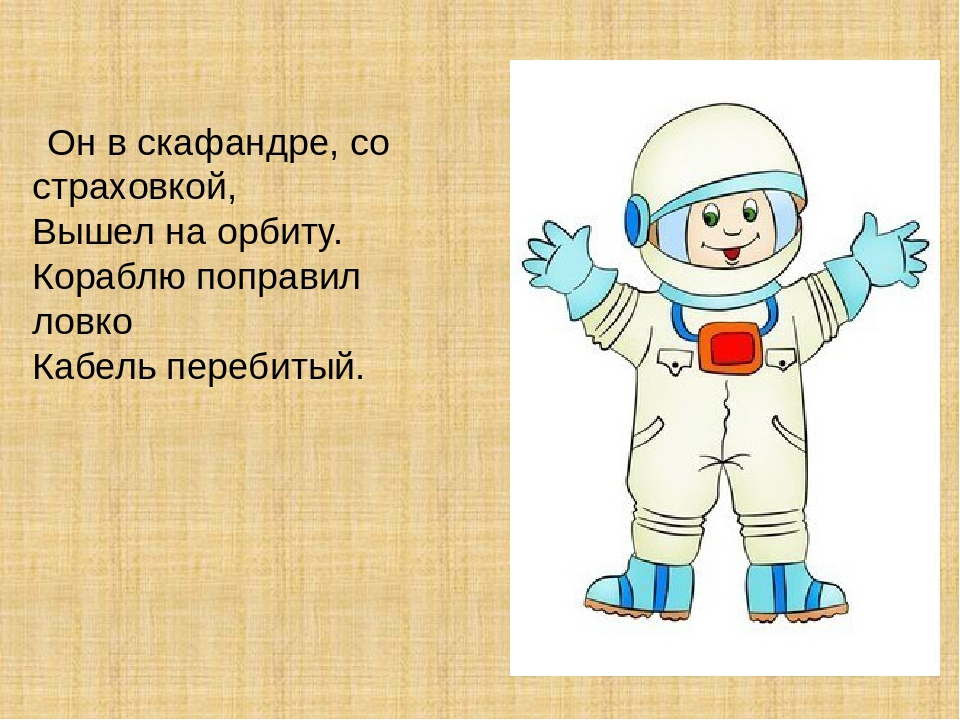 Он в скафандре, со
страховкой,
Вышел на орбиту.
Кораблю поправил
ловко
Кабель перебитый.